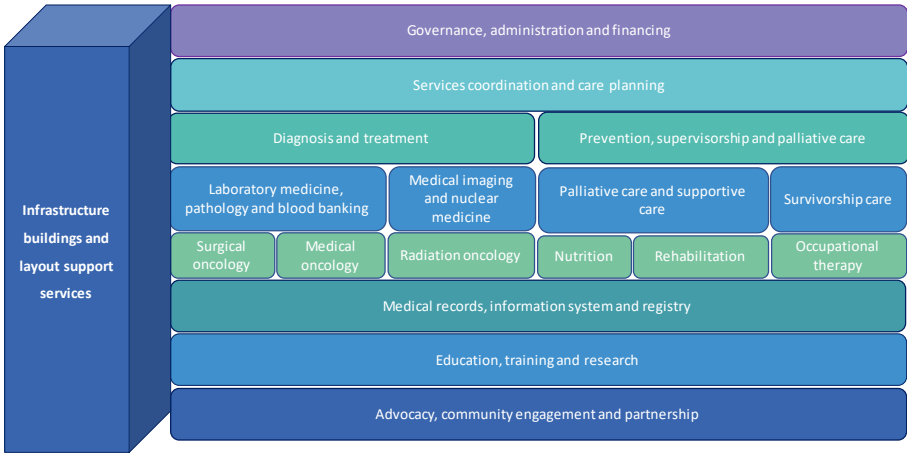 Infrastructure
buildings and
layout support
services
Governance, administration and financing
Services coordination and care planning
Diagnosis and treatment
Prevention, supervisorship and palliative care
Laboratory medicine,
pathology and blood banking
Medical imaging
and nuclear
medicine
Palliative care and supportive
care
Survivorship care
Surgical
oncology
Medical
oncology
Radiation oncology
Nutrition
Rehabilitation
Occupational
therapy
Medical records, information system and registry
Education, training and research
Advocacy, community engagement and partnership